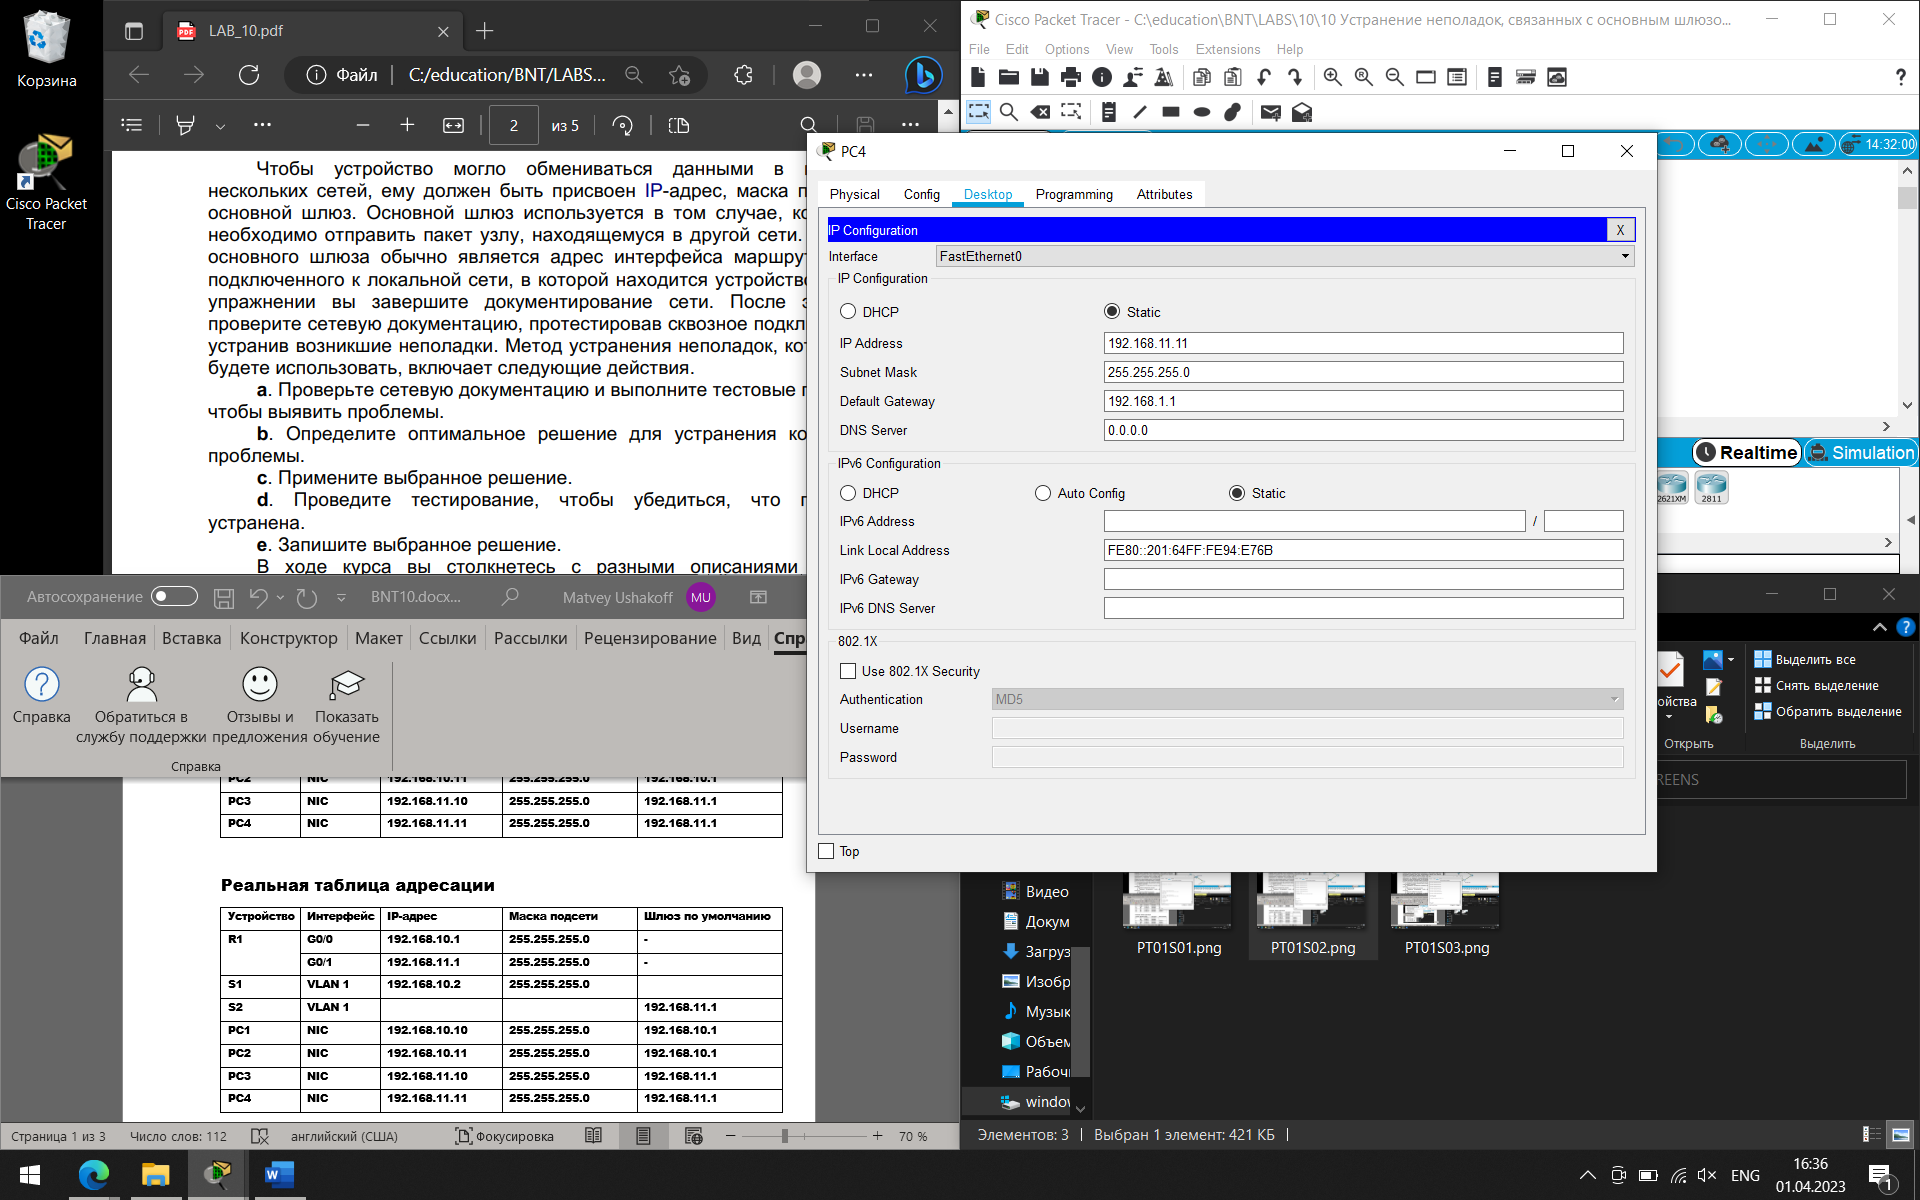 Корзина
Cisco Packet
Tracer
LAB_10.pdf
Файл
C:/education/BNT/LABS...
2
из 5
Чтобы устройство могло обмениваться данными в
нескольких сетей, ему должен быть присвоен IP-адрес, маска
основной шлюз. Основной шлюз используется в том случае,
необходимо отправить пакет узлу, находящемуся в другой сети.
основного шлюза обычно является адрес интерфейса
подключенного к локальной сети, в которой находится
упражнении вы завершите документирование сети. После
проверите сетевую документацию, протестировав сквозное
устранив возникшие неполадки. Метод устранения неполадок,
будете использовать, включает следующие действия.
a. Проверьте сетевую документацию и выполните тестовые
чтобы выявить проблемы.
b. Определите оптимальное решение для устранения
проблемы.
c. Примените выбранное решение.
d. Проведите тестирование, чтобы убедиться, что
устранена.
e. Запишите выбранное решение.
В ходе курса вы столкнетесь с разными описаниями
Cisco Packet Tracer - C:\education\BNT\LABS\10\10 Устранение неполадок, связанных с основным шлюзо...
File Edit Options View Tools Extensions Help
14:32:00
Realtime
Simulation
2621XM
2811
PC4
Physical Config Desktop Programming Attributes
IP Configuration
X
Interface
FastEthernet0
IP Configuration
DHCP
Static
IP Address
192.168.11.11
Subnet Mask
255.255.255.0
Default Gateway
192.168.1.1
DNS Server
0.0.0.0
IPv6 Configuration
DHCP
Auto Config
Static
IPv6 Address
/
Link Local Address
FE80::201:64FF:FE94:E76B
IPv6 Gateway
IPv6 DNS Server
802.1X
Use 802.1X Security
Authentication
MD5
Username
Password
Top
Автосохранение
BNT10.docx...
Matvey Ushakoff
MU
Файл Главная Вставка Конструктор Макет Ссылки Рассылки Рецензирование Вид Спр
Справка
Обратиться в
службу поддержки
Отзывы и
предложения
Показать
обучение
Справка
PC2 NIC 192.168.10.11 255.255.255.0 192.168.10.1
PC3 NIC 192.168.11.10 255.255.255.0 192.168.11.1
PC4 NIC 192.168.11.11 255.255.255.0 192.168.11.1
Реальная таблица адресации
Устройство Интерфейс IP-адрес Маска подсети Шлюз по умолчанию
R1 G0/0 192.168.10.1 255.255.255.0 -
G0/1 192.168.11.1 255.255.255.0 -
S1 VLAN 1 192.168.10.2 255.255.255.0
S2 VLAN 1 192.168.11.1
PC1 NIC 192.168.10.10 255.255.255.0 192.168.10.1
PC2 NIC 192.168.10.11 255.255.255.0 192.168.10.1
PC3 NIC 192.168.11.10 255.255.255.0 192.168.11.1
PC4 NIC 192.168.11.11 255.255.255.0 192.168.11.1
Страница 1 из 3
Число слов: 112
английский (США)
Фокусировка
70 %
ойства
Открыть
Выделить все
Снять выделение
Обратить выделение
Выделить
REENS
Видео
Докум
Загруз
Изобр
Музык
Объем
Рабоч
windo
PT01S01.png
PT01S02.png
PT01S03.png
Элементов: 3
Выбран 1 элемент: 421 КБ
ENG
16:36
01.04.2023
1